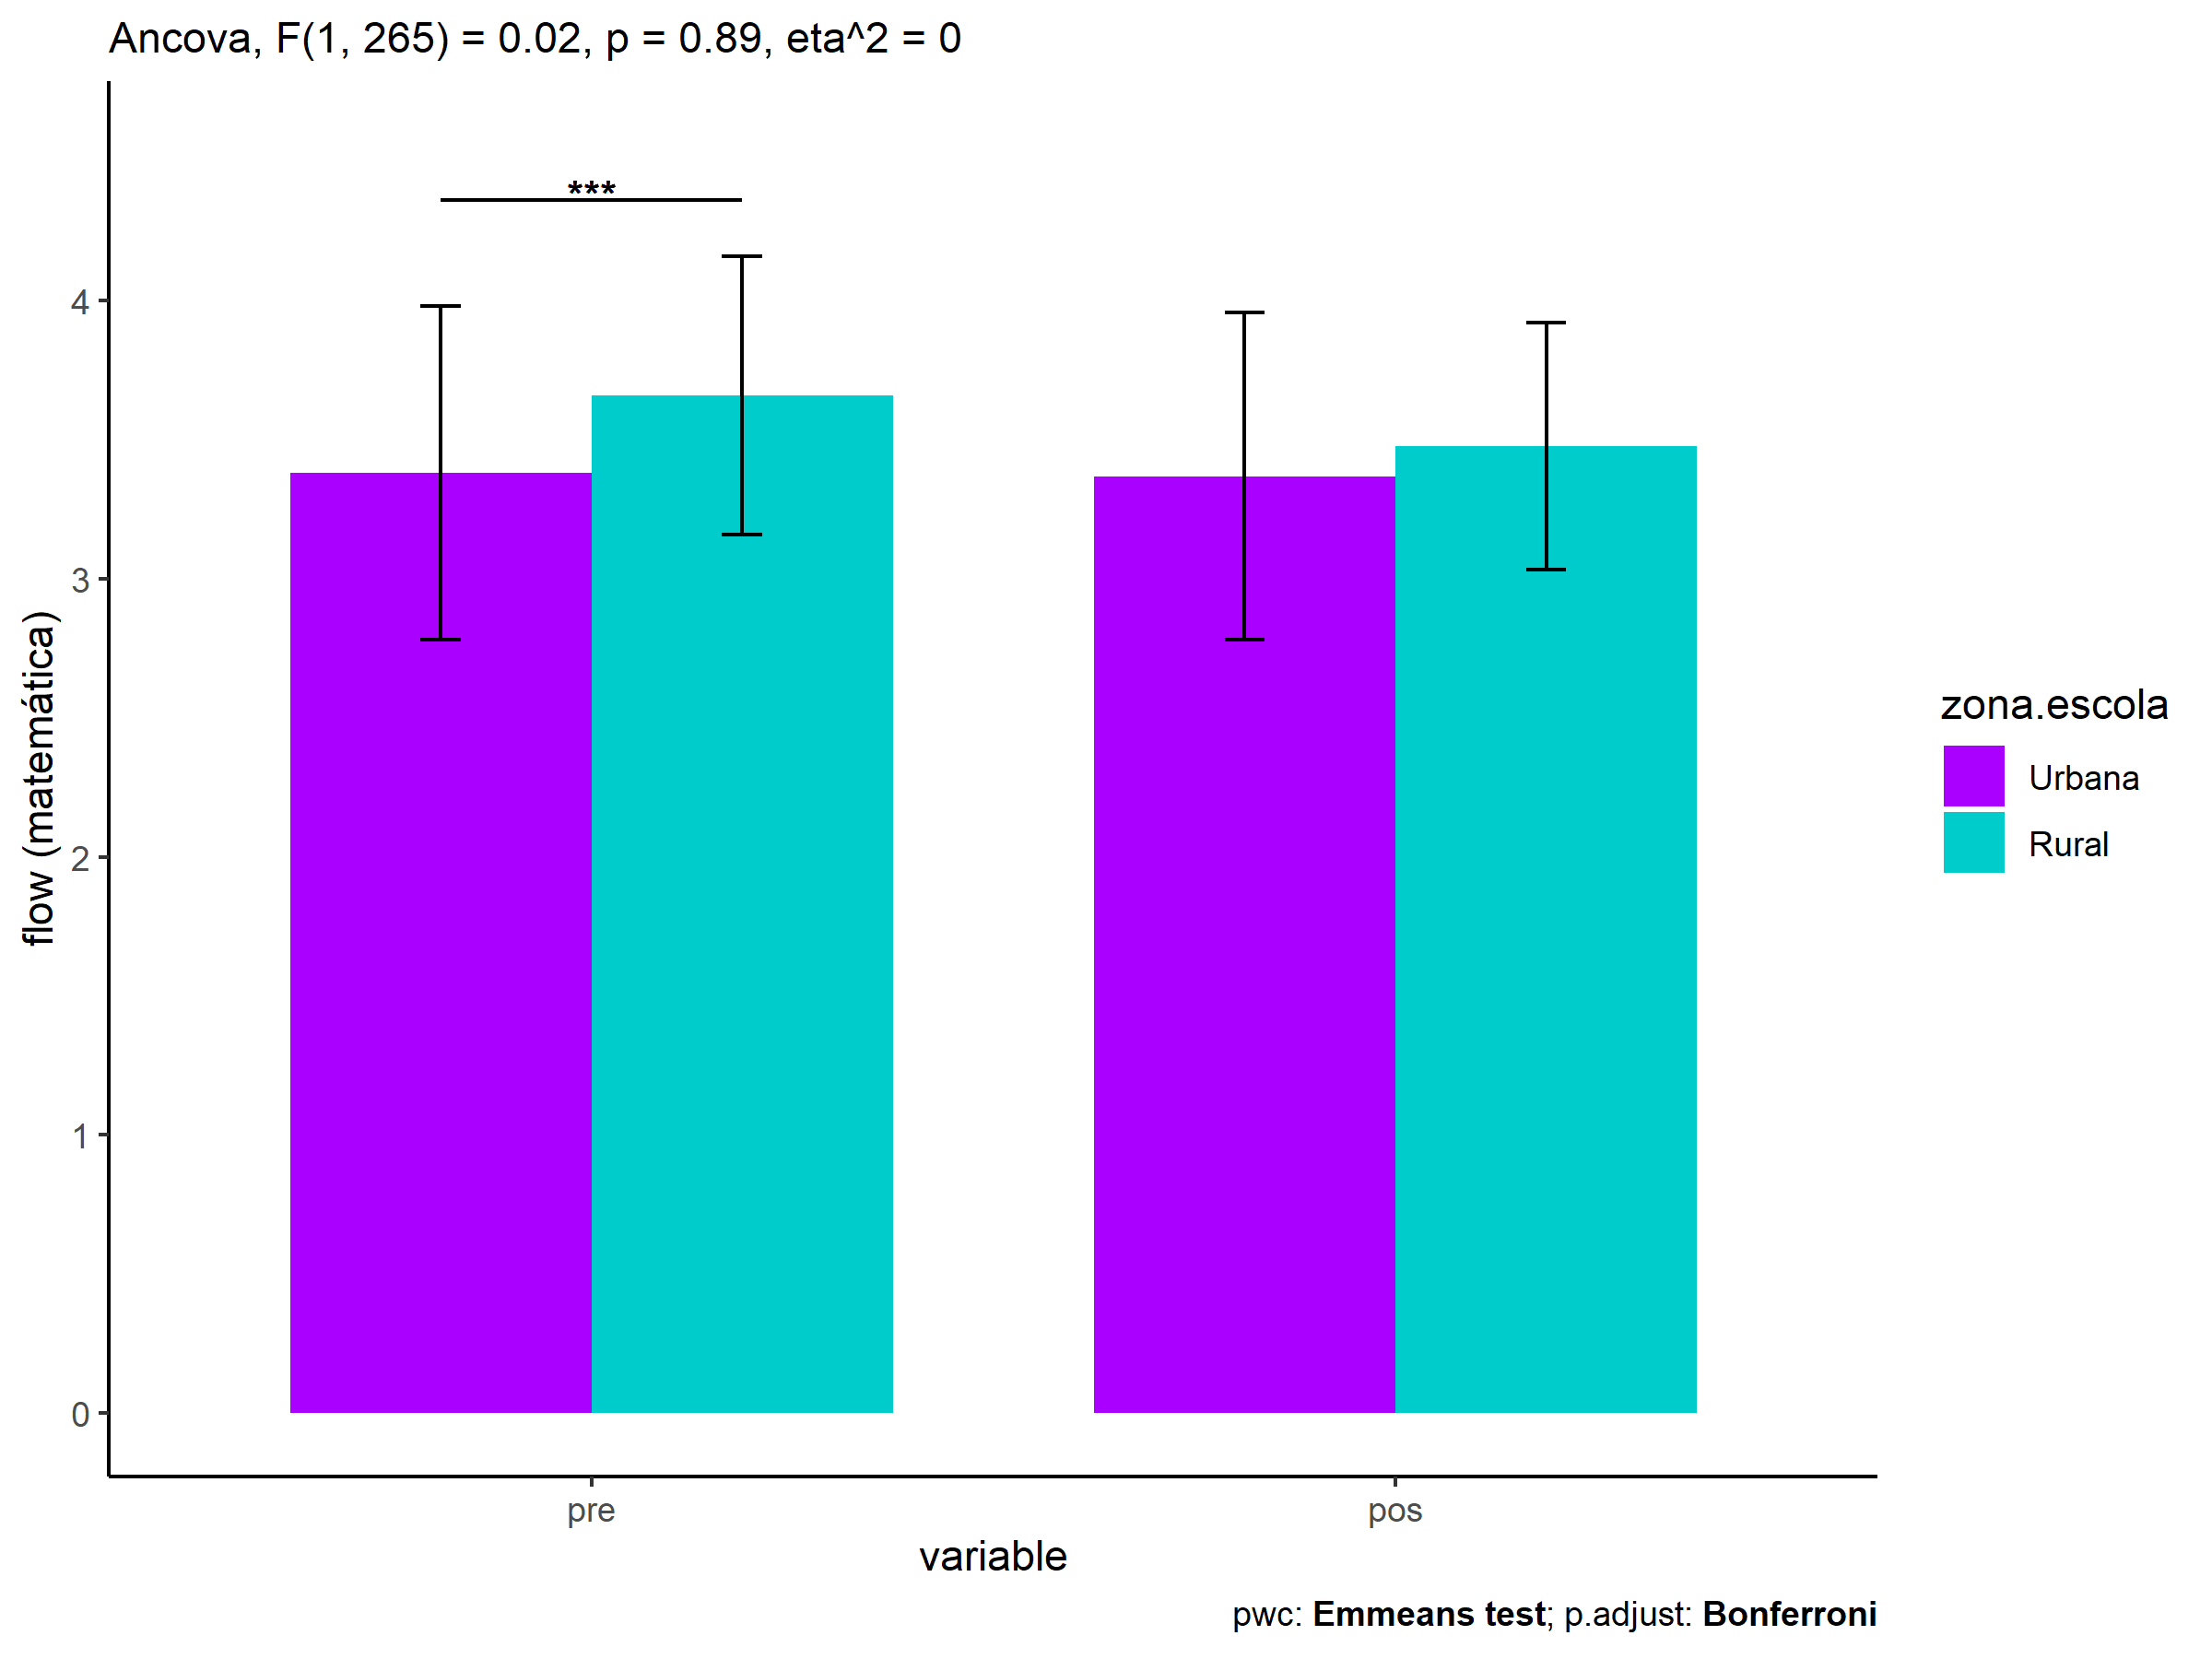 Ancova, F(1, 265) = 0.02, p = 0.89, eta^2 = 0
***
4
3
2
1
0
flow (matemática)
pre
pos
variable
zona.escola
Urbana
Rural
pwc: Emmeans test; p.adjust: Bonferroni